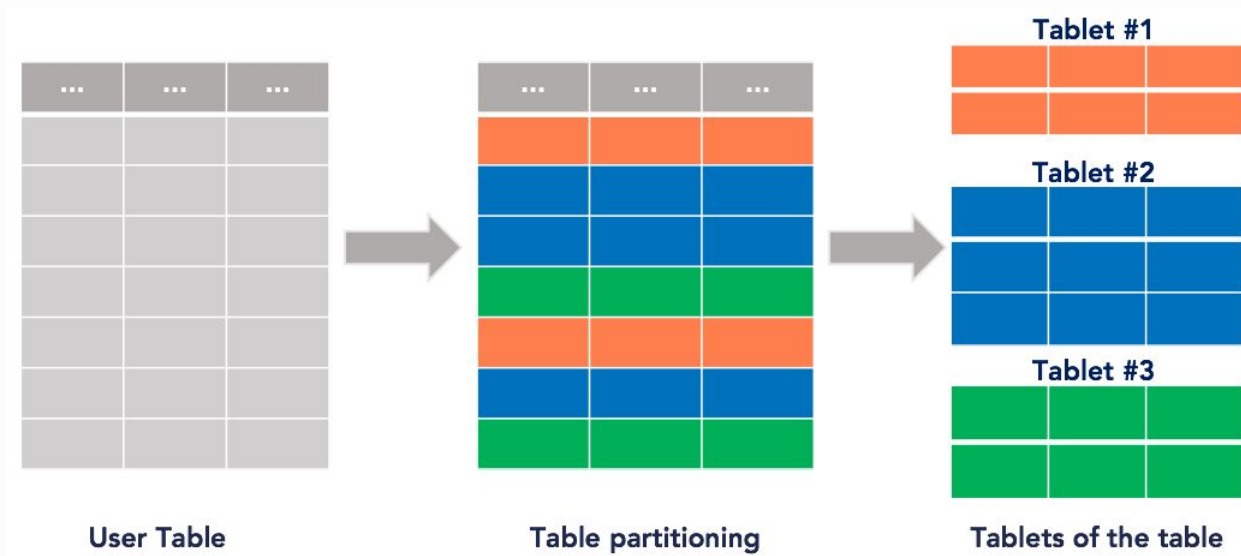 Tablet #1
... ... ...
... ... ...
Tablet #2
Tablet #3
User Table
Table partitioning
Tablets of the table